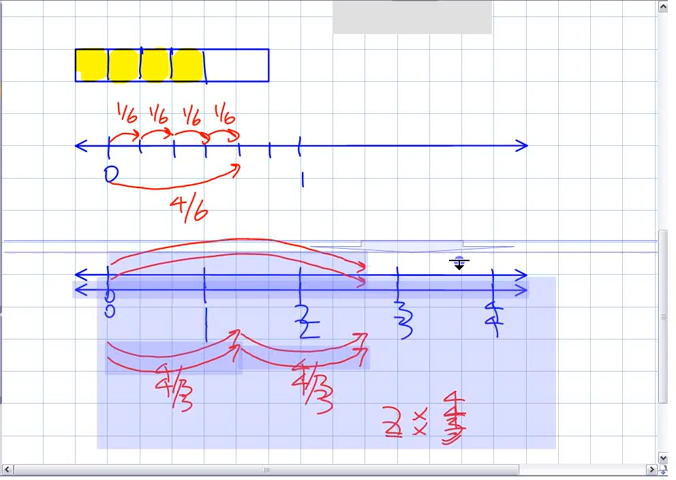 1/6 1/6 1/6 1/6
0 1
4/6
0 1 2 3 4
4/3 4/3
2 × 4/3